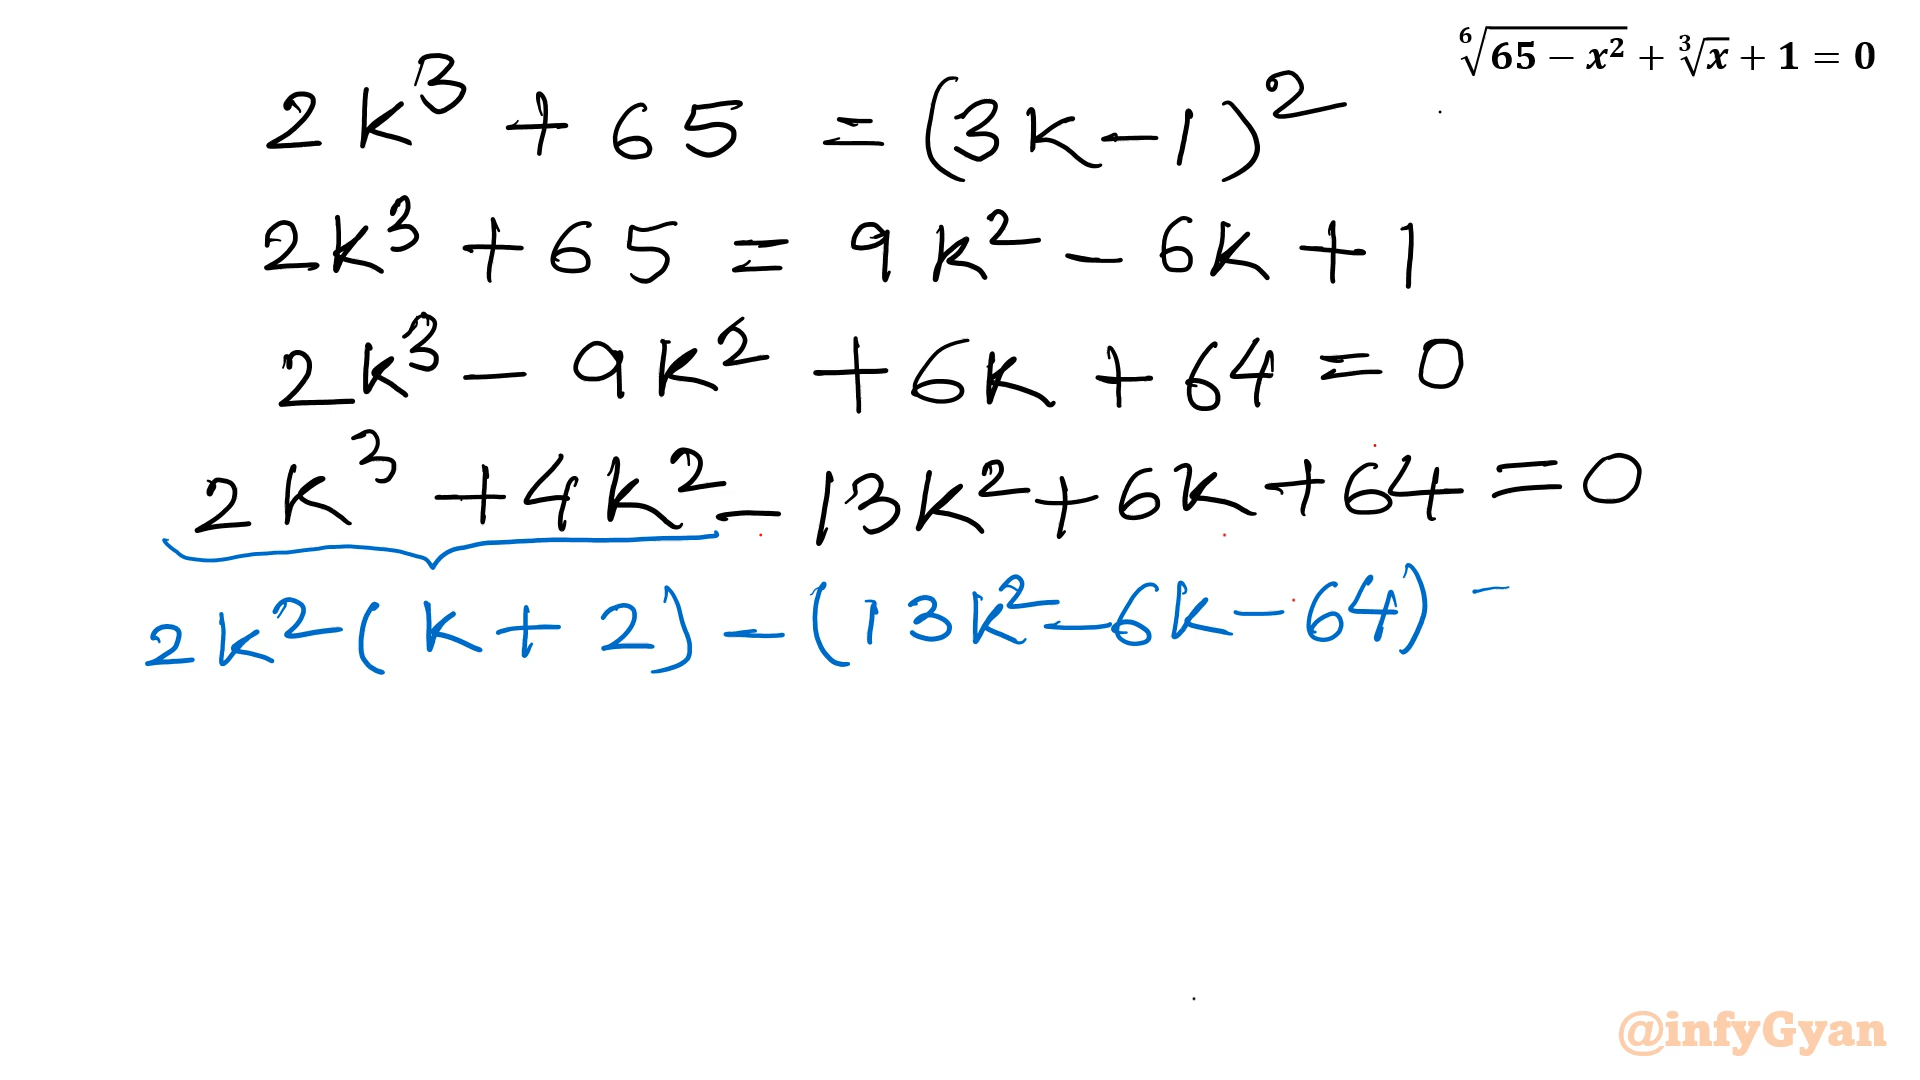 ⁶√(65 − x²) + ³√x + 1 = 0
2k³ + 65 = (3k − 1)²
2k³ + 65 = 9k² − 6k + 1
2k³ − 9k² + 6k + 64 = 0
2k³ + 4k² − 13k² + 6k + 64 = 0
2k²(k + 2) − (13k² − 6k − 64) −
@infyGyan